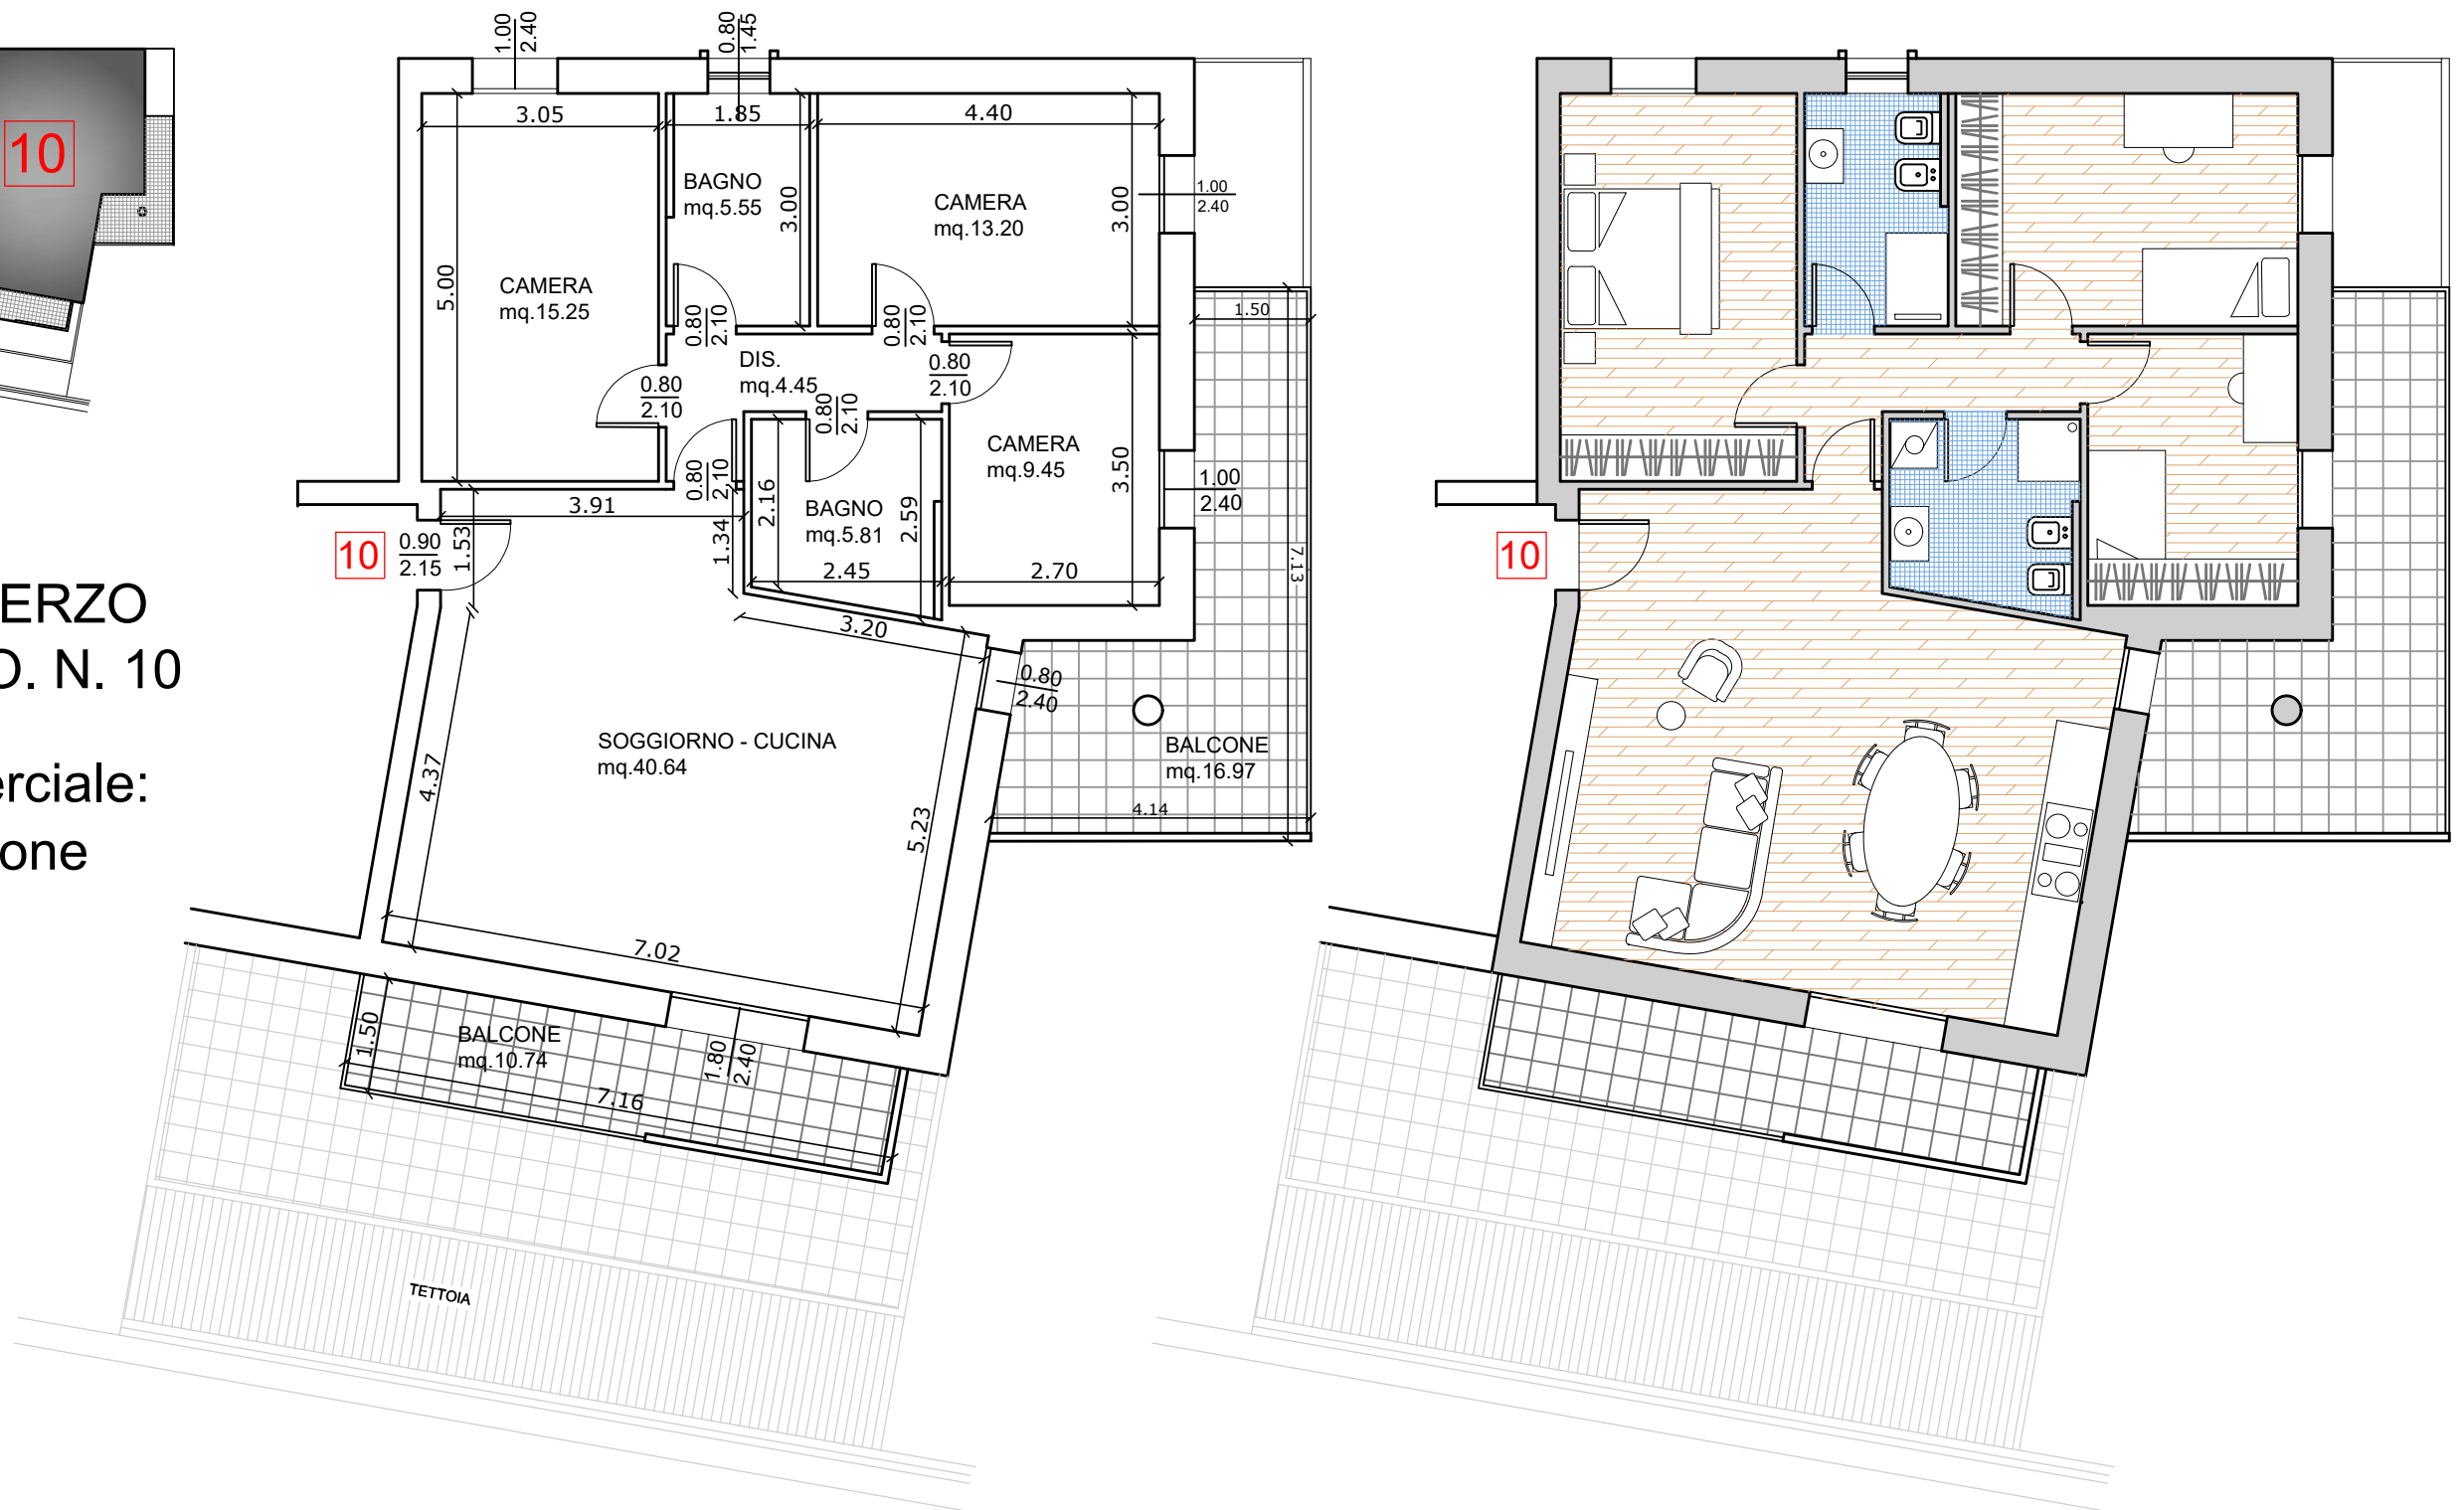 10
ERZO
O. N. 10
erciale:
one
1.00
2.40
0.80
1.45
3.05
1.85
4.40
BAGNO
mq.5.55
3.00
CAMERA
mq.13.20
3.00
1.00
2.40
5.00
CAMERA
mq.15.25
0.80
2.10
0.80
2.10
1.50
DIS.
mq.4.45
0.80
2.10
0.80
2.10
0.80
2.10
CAMERA
mq.9.45
3.50
1.00
2.40
0.80
2.10
3.91
2.16
BAGNO
mq.5.81
2.59
1.34
10
0.90
2.15
1.53
2.45
2.70
7.13
3.20
0.80
2.40
SOGGIORNO - CUCINA
mq.40.64
BALCONE
mq.16.97
4.37
4.14
5.23
7.02
1.50
BALCONE
mq.10.74
1.80
2.40
7.16
TETTOIA
10